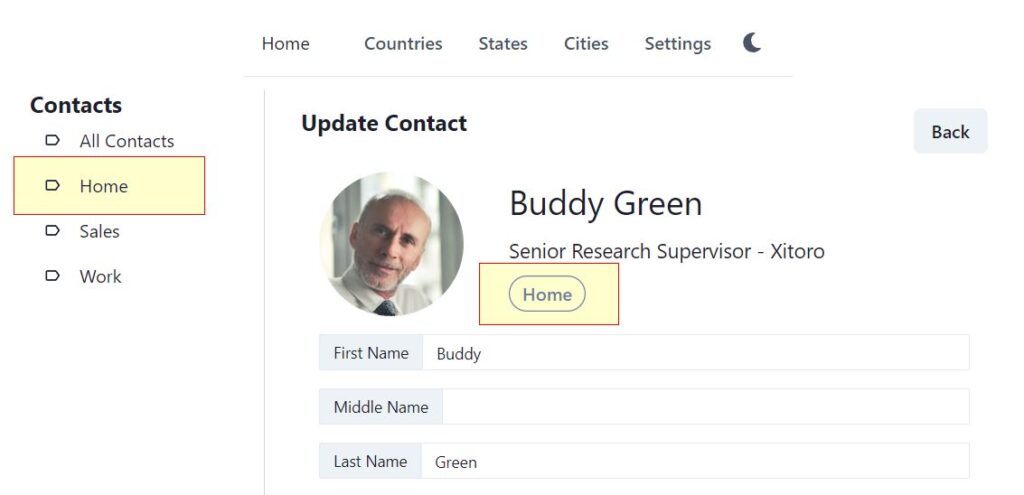 Home Countries States Cities Settings
Contacts
All Contacts
Home
Sales
Work
Update Contact
Back
Buddy Green
Senior Research Supervisor - Xitoro
Home
First Name Buddy
Middle Name
Last Name Green